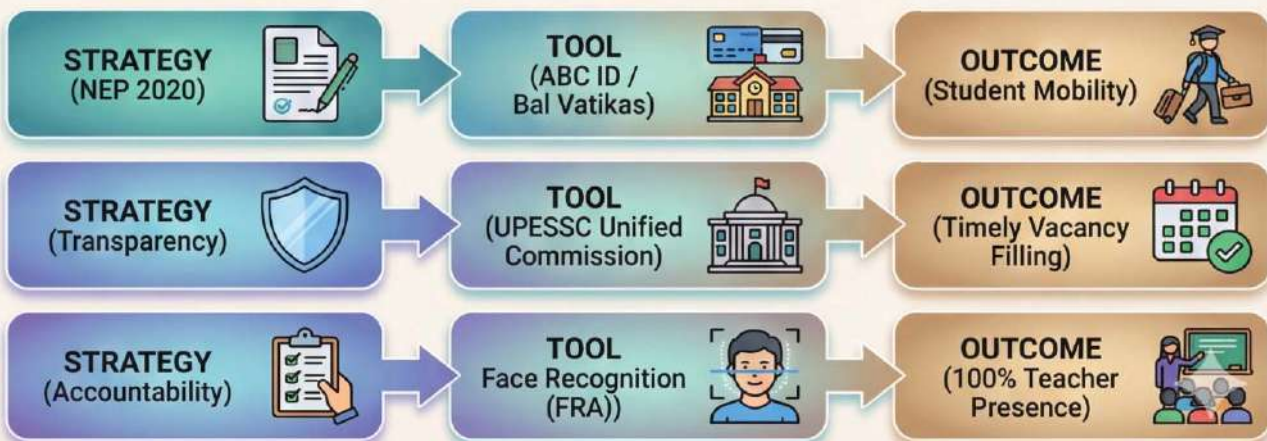 STRATEGY
(NEP 2020)
TOOL
(ABC ID /
Bal Vatikas)
OUTCOME
(Student Mobility)
STRATEGY
(Transparency)
TOOL
(UPESSC Unified
Commission)
OUTCOME
(Timely Vacancy
Filling)
STRATEGY
(Accountability)
TOOL
Face Recognition
(FRA))
OUTCOME
(100% Teacher
Presence)